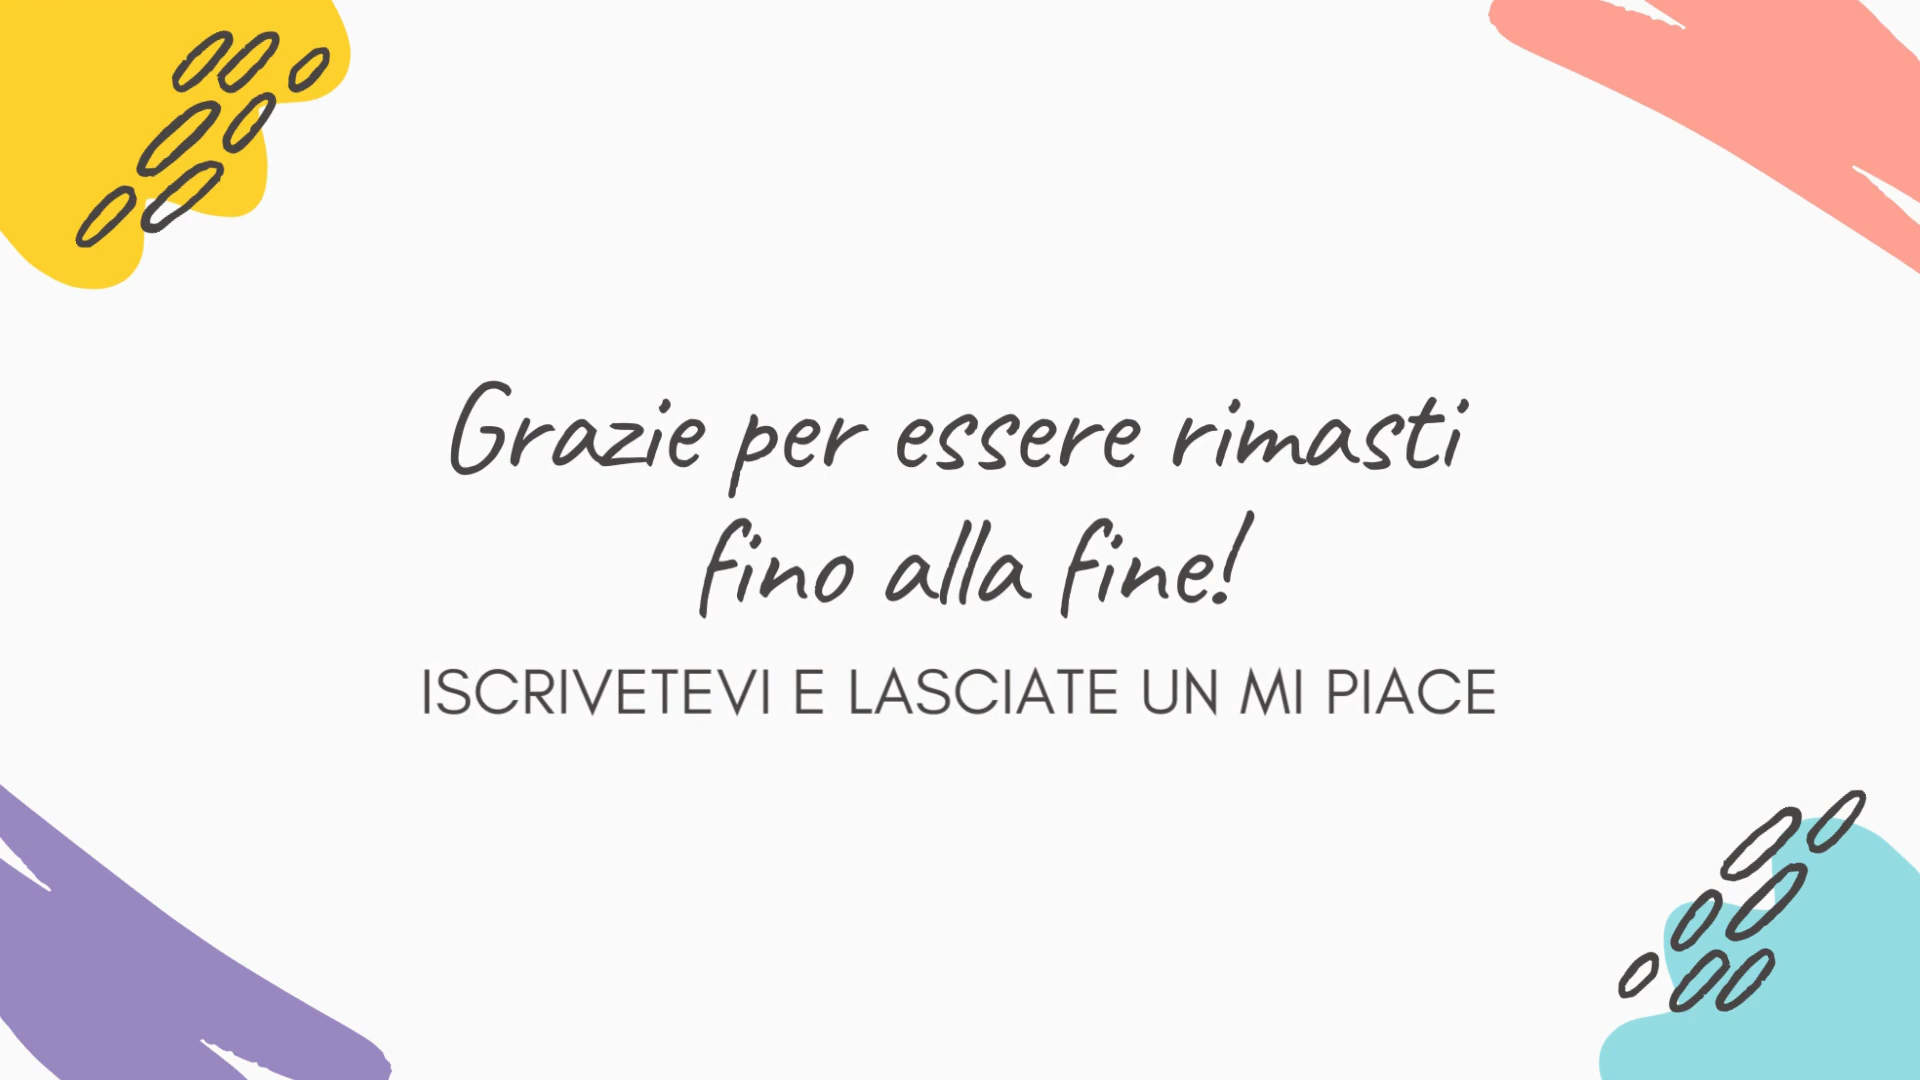 Grazie per essere rimasti
fino alla fine!
ISCRIVETEVI E LASCIATE UN MI PIACE